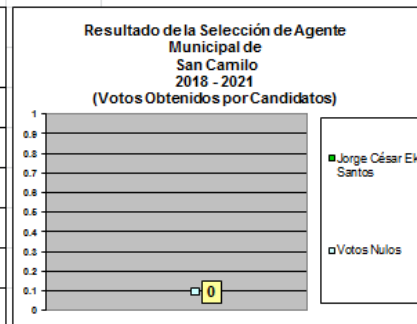 Resultado de la Selección de Agente
Municipal de
San Camilo
2018 - 2021
(Votos Obtenidos por Candidatos)
1
0.9
0.8
0.7
0.6
0.5
0.4
0.3
0.2
0.1
0
0
Jorge César Ek
Santos
Votos Nulos